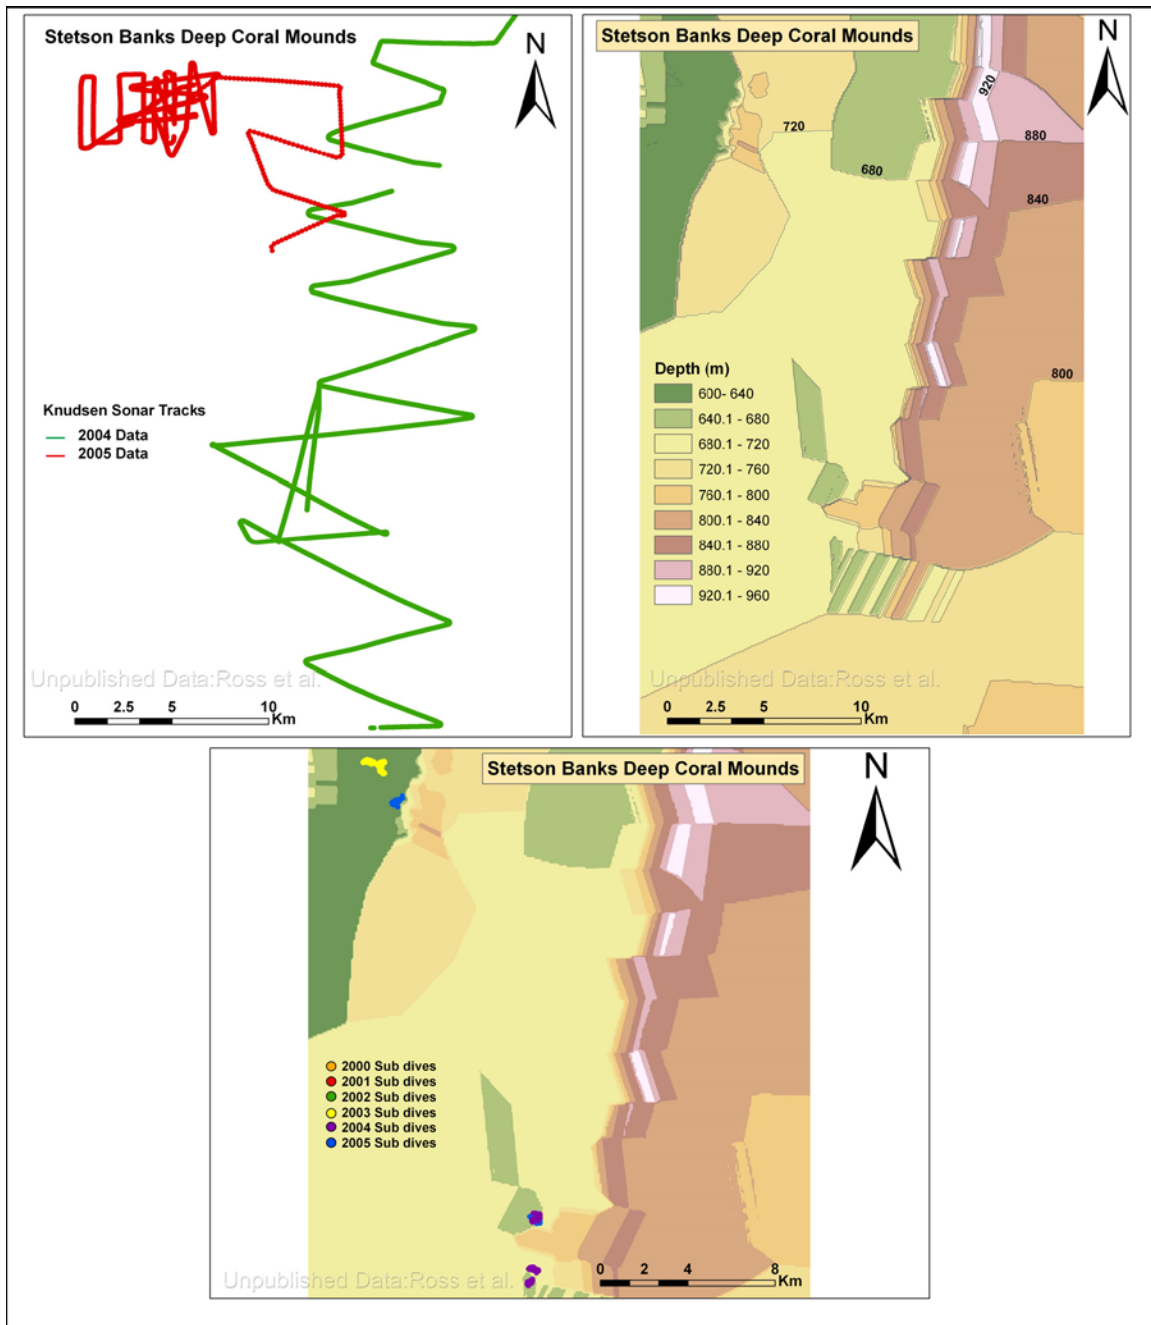 Stetson Banks Deep Coral Mounds
N
Knudsen Sonar Tracks
2004 Data
2005 Data
Unpublished Data:Ross et al.
0 2.5 5 10
Km
Stetson Banks Deep Coral Mounds
N
920
720
880
680
840
800
Depth (m)
600- 640
640.1 - 680
680.1 - 720
720.1 - 760
760.1 - 800
800.1 - 840
840.1 - 880
880.1 - 920
920.1 - 960
Unpublished Data:Ross et al.
0 2.5 5 10
Km
Stetson Banks Deep Coral Mounds
N
2000 Sub dives
2001 Sub dives
2002 Sub dives
2003 Sub dives
2004 Sub dives
2005 Sub dives
Unpublished Data:Ross et al.
0 2 4 8
Km